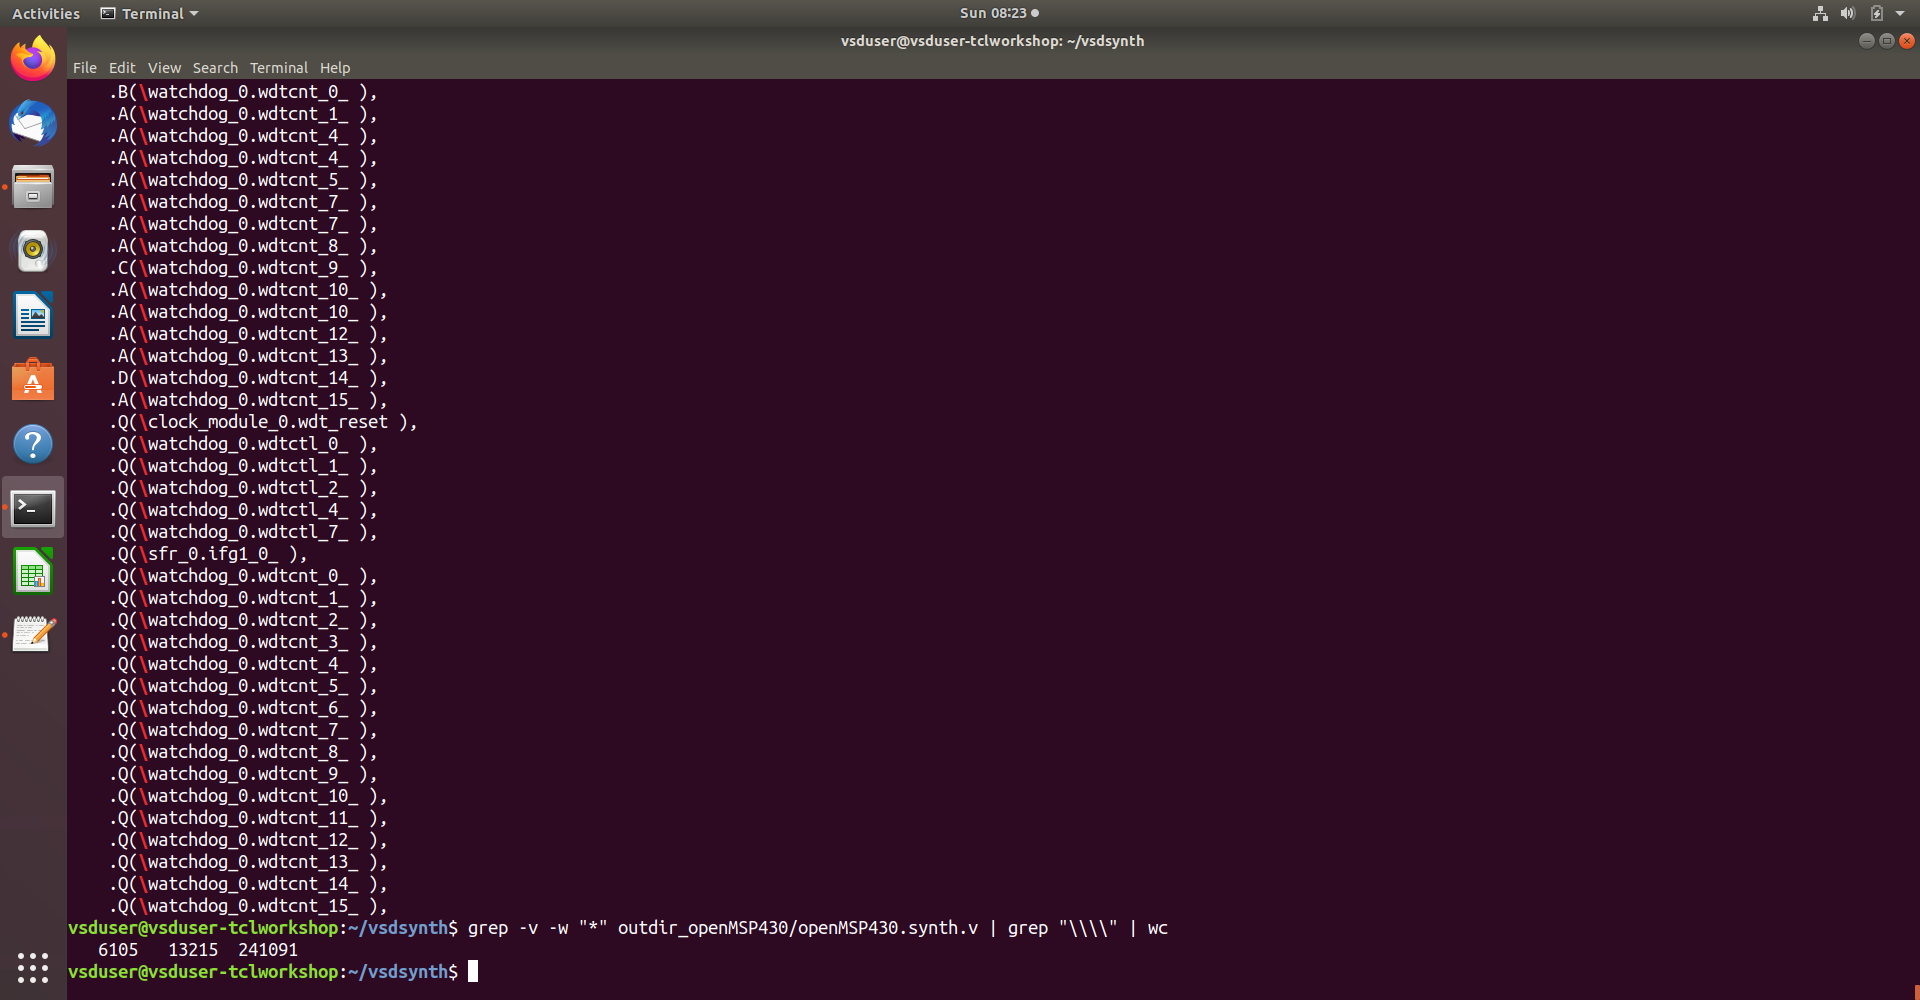 Activities Terminal Sun 08:23
vsduser@vsduser-tclworkshop: ~/vsdsynth
File Edit View Search Terminal Help
.B(\watchdog_0.wdtcnt_0_ ),
.A(\watchdog_0.wdtcnt_1_ ),
.A(\watchdog_0.wdtcnt_4_ ),
.A(\watchdog_0.wdtcnt_4_ ),
.A(\watchdog_0.wdtcnt_5_ ),
.A(\watchdog_0.wdtcnt_7_ ),
.A(\watchdog_0.wdtcnt_7_ ),
.A(\watchdog_0.wdtcnt_8_ ),
.C(\watchdog_0.wdtcnt_9_ ),
.A(\watchdog_0.wdtcnt_10_ ),
.A(\watchdog_0.wdtcnt_10_ ),
.A(\watchdog_0.wdtcnt_12_ ),
.A(\watchdog_0.wdtcnt_13_ ),
.D(\watchdog_0.wdtcnt_14_ ),
.A(\watchdog_0.wdtcnt_15_ ),
.Q(\clock_module_0.wdt_reset ),
.Q(\watchdog_0.wdtctl_0_ ),
.Q(\watchdog_0.wdtctl_1_ ),
.Q(\watchdog_0.wdtctl_2_ ),
.Q(\watchdog_0.wdtctl_4_ ),
.Q(\watchdog_0.wdtctl_7_ ),
.Q(\sfr_0.ifg1_0_ ),
.Q(\watchdog_0.wdtcnt_0_ ),
.Q(\watchdog_0.wdtcnt_1_ ),
.Q(\watchdog_0.wdtcnt_2_ ),
.Q(\watchdog_0.wdtcnt_3_ ),
.Q(\watchdog_0.wdtcnt_4_ ),
.Q(\watchdog_0.wdtcnt_5_ ),
.Q(\watchdog_0.wdtcnt_6_ ),
.Q(\watchdog_0.wdtcnt_7_ ),
.Q(\watchdog_0.wdtcnt_8_ ),
.Q(\watchdog_0.wdtcnt_9_ ),
.Q(\watchdog_0.wdtcnt_10_ ),
.Q(\watchdog_0.wdtcnt_11_ ),
.Q(\watchdog_0.wdtcnt_12_ ),
.Q(\watchdog_0.wdtcnt_13_ ),
.Q(\watchdog_0.wdtcnt_14_ ),
.Q(\watchdog_0.wdtcnt_15_ ),
vsduser@vsduser-tclworkshop:~/vsdsynth$ grep -v -w "*" outdir_openMSP430/openMSP430.synth.v | grep "\\\\" | wc
6105 13215 241091
vsduser@vsduser-tclworkshop:~/vsdsynth$